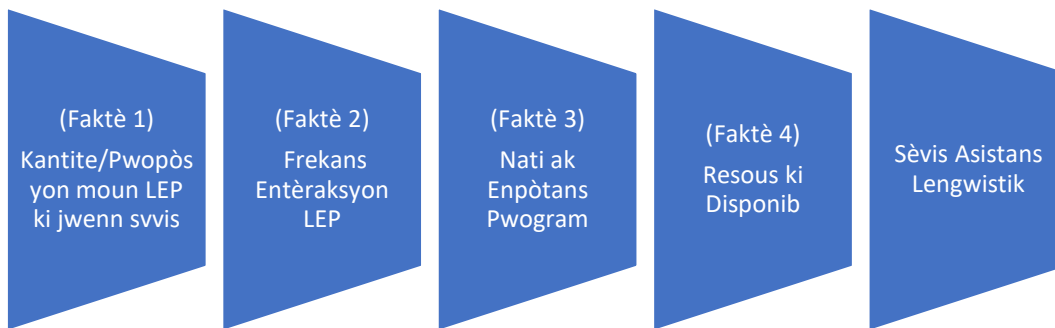 (Faktè 1)
Kantite/Pwopòs
yon moun LEP
ki jwenn svvis
(Faktè 2)
Frekans
Entèraksyon
LEP
(Faktè 3)
Nati ak
Enpòtans
Pwogram
(Faktè 4)
Resous ki
Disponib
Sèvis Asistans
Lengwistik